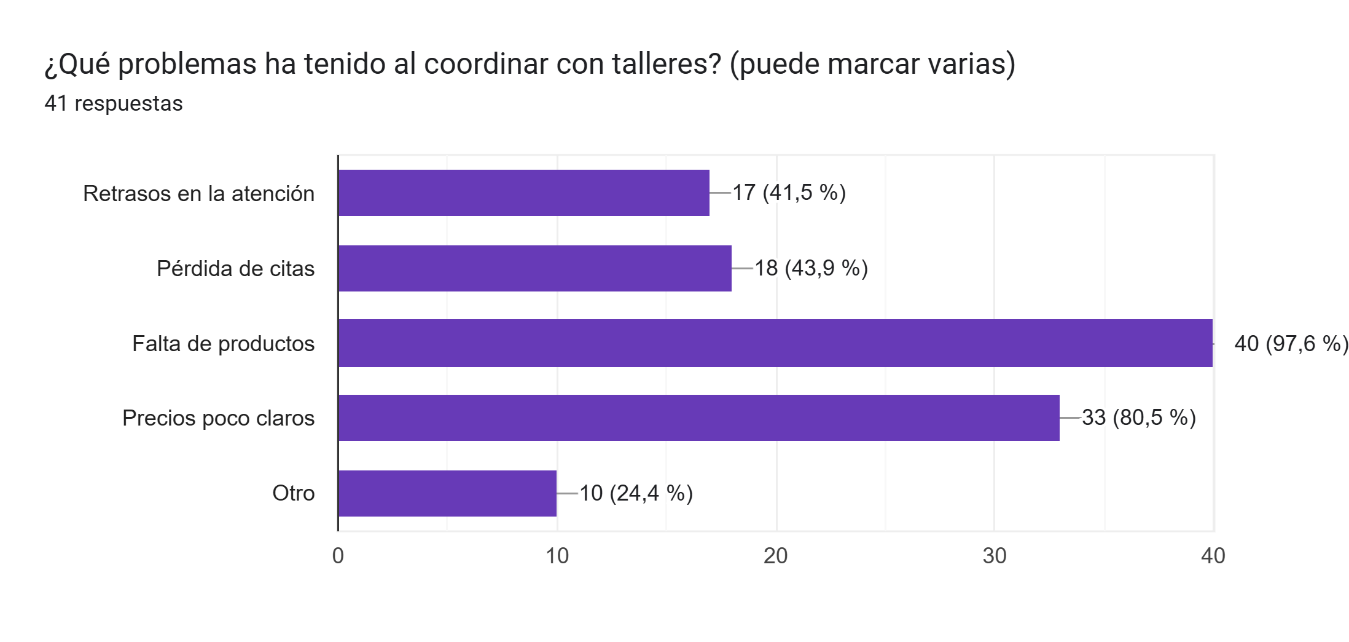 ¿Qué problemas ha tenido al coordinar con talleres? (puede marcar varias)
41 respuestas
Retrasos en la atención 17 (41,5 %)
Pérdida de citas 18 (43,9 %)
Falta de productos 40 (97,6 %)
Precios poco claros 33 (80,5 %)
Otro 10 (24,4 %)
0 10 20 30 40